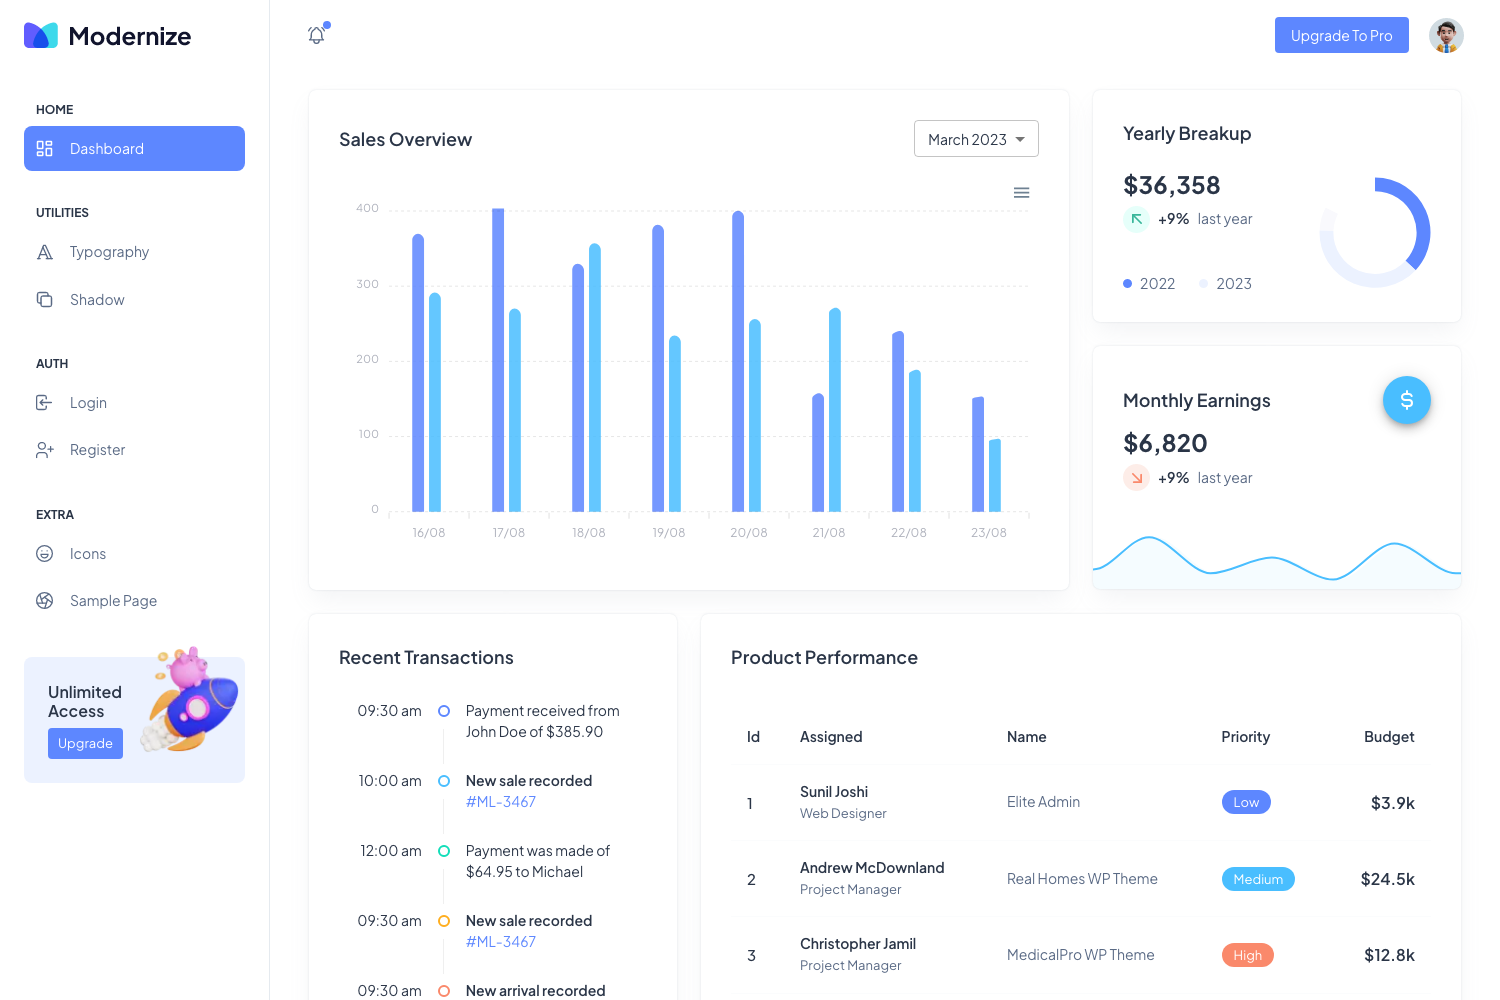 Modernize
HOME
Dashboard
UTILITIES
Typography
Shadow
AUTH
Login
Register
EXTRA
Icons
Sample Page
Unlimited
Access
Upgrade
Upgrade To Pro
Sales Overview
March 2023
400
300
200
100
0
16/08 17/08 18/08 19/08 20/08 21/08 22/08 23/08
Yearly Breakup
$36,358
+9% last year
2022 2023
Monthly Earnings
$
$6,820
+9% last year
Recent Transactions
09:30 am Payment received from
John Doe of $385.90
10:00 am New sale recorded
#ML-3467
12:00 am Payment was made of
$64.95 to Michael
09:30 am New sale recorded
#ML-3467
09:30 am New arrival recorded
Product Performance
Id Assigned Name Priority Budget
1 Sunil Joshi Elite Admin Low $3.9k
Web Designer
2 Andrew McDownland Real Homes WP Theme Medium $24.5k
Project Manager
3 Christopher Jamil MedicalPro WP Theme High $12.8k
Project Manager